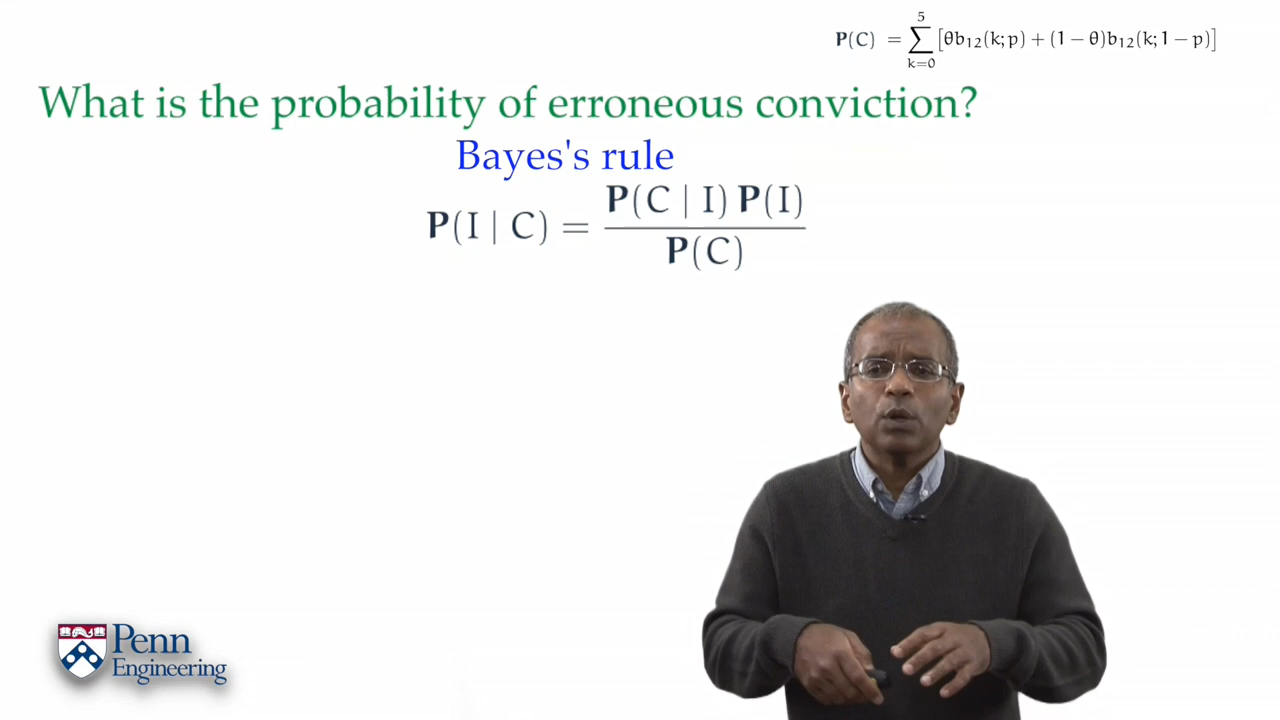 P(C) = ∑_{k=0}^{5} [θb₁₂(k; p) + (1 − θ)b₁₂(k; 1 − p)]
What is the probability of erroneous conviction?
Bayes's rule
P(I | C) = P(C | I) P(I) / P(C)
Penn
Engineering